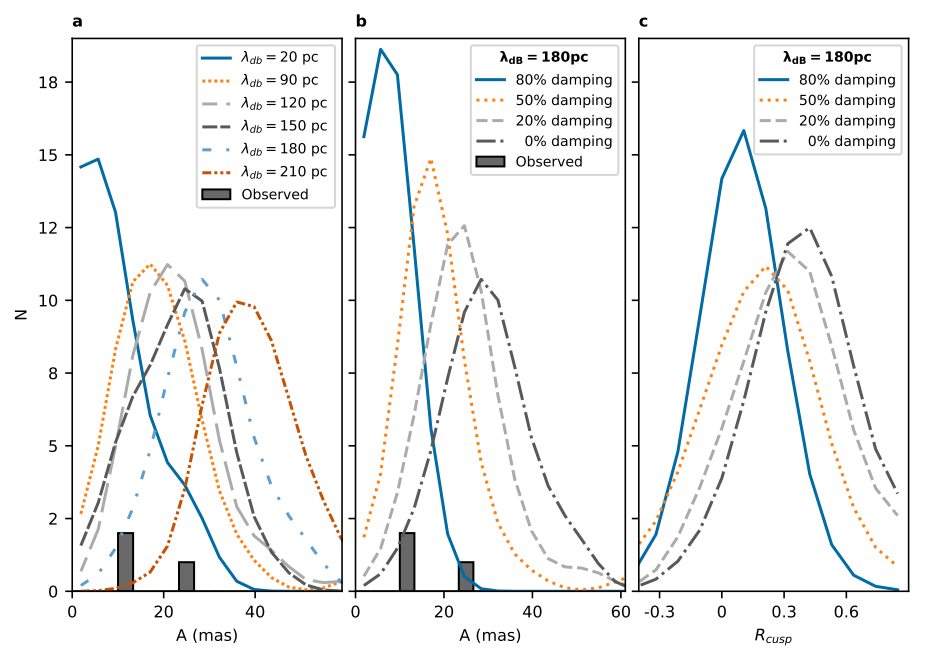 a
λ_db = 20 pc
λ_db = 90 pc
λ_db = 120 pc
λ_db = 150 pc
λ_db = 180 pc
λ_db = 210 pc
Observed
N
18
15
12
10
8
5
2
0
0
20
40
A (mas)
b
λ_dB = 180pc
80% damping
50% damping
20% damping
0% damping
Observed
0
20
40
60
A (mas)
c
λ_dB = 180pc
80% damping
50% damping
20% damping
0% damping
-0.3
0
0.3
0.6
R_cusp